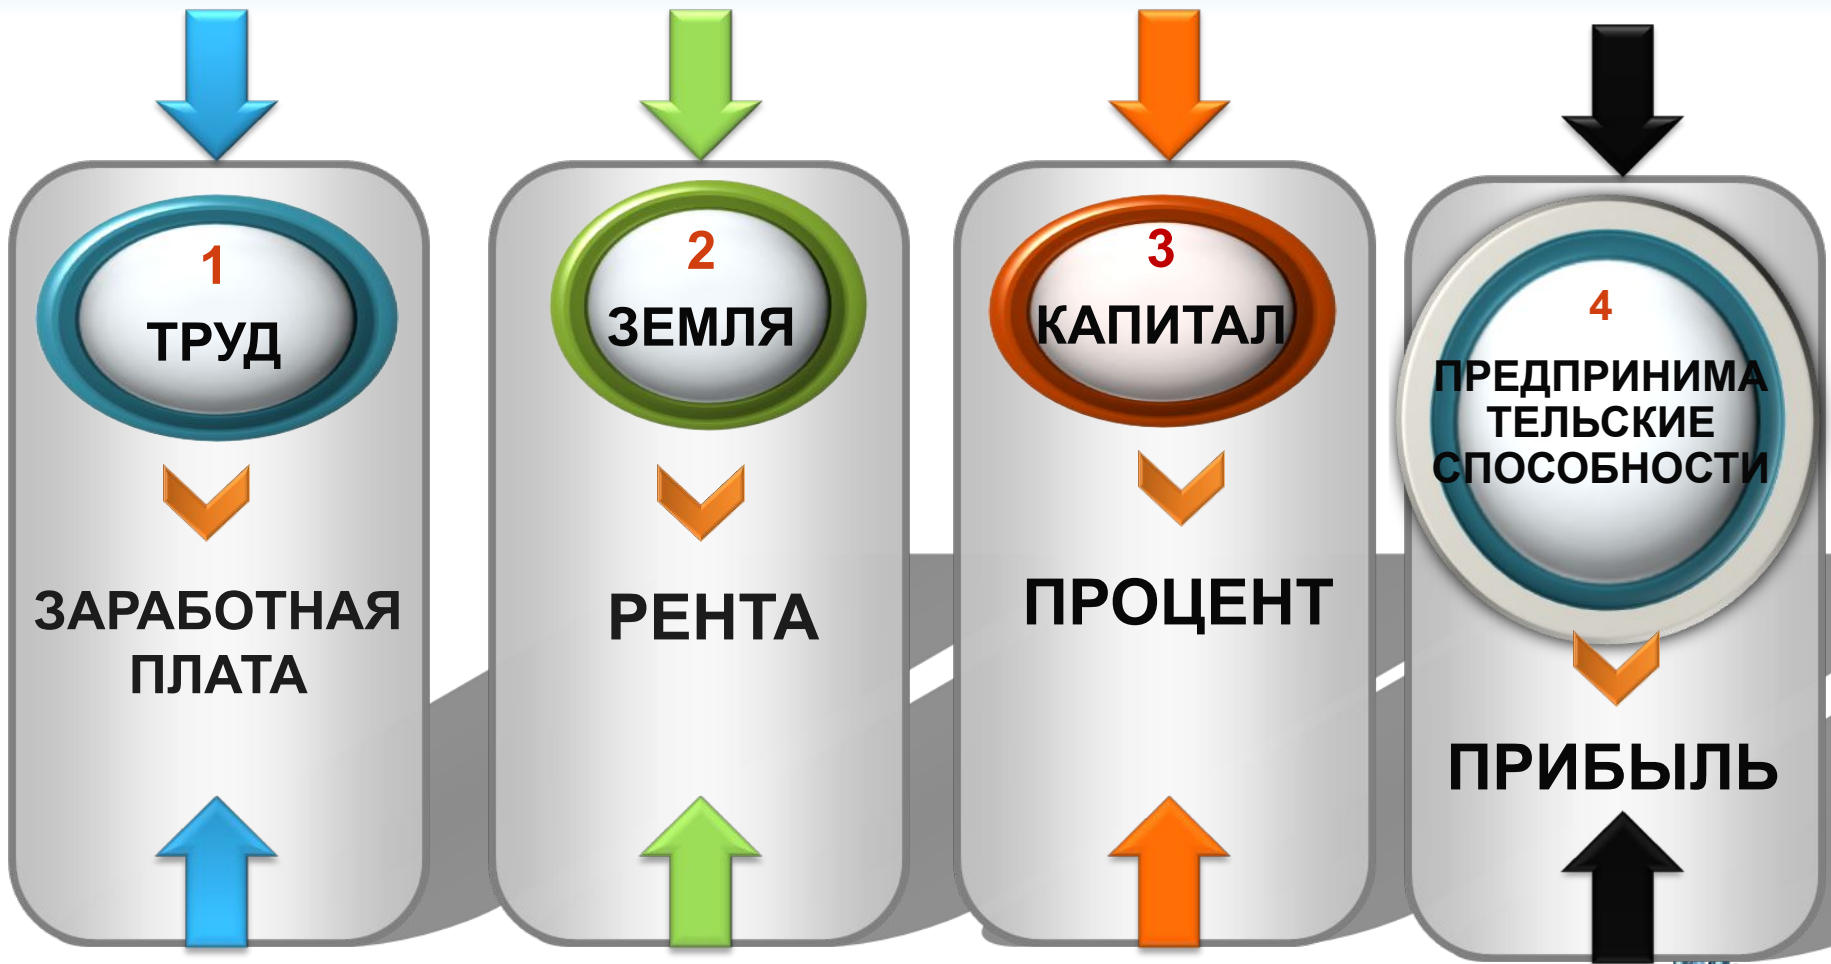 1
ТРУД
ЗАРАБОТНАЯ
ПЛАТА
2
ЗЕМЛЯ
РЕНТА
3
КАПИТАЛ
ПРОЦЕНТ
4
ПРЕДПРИНИМА
ТЕЛЬСКИЕ
СПОСОБНОСТИ
ПРИБЫЛЬ